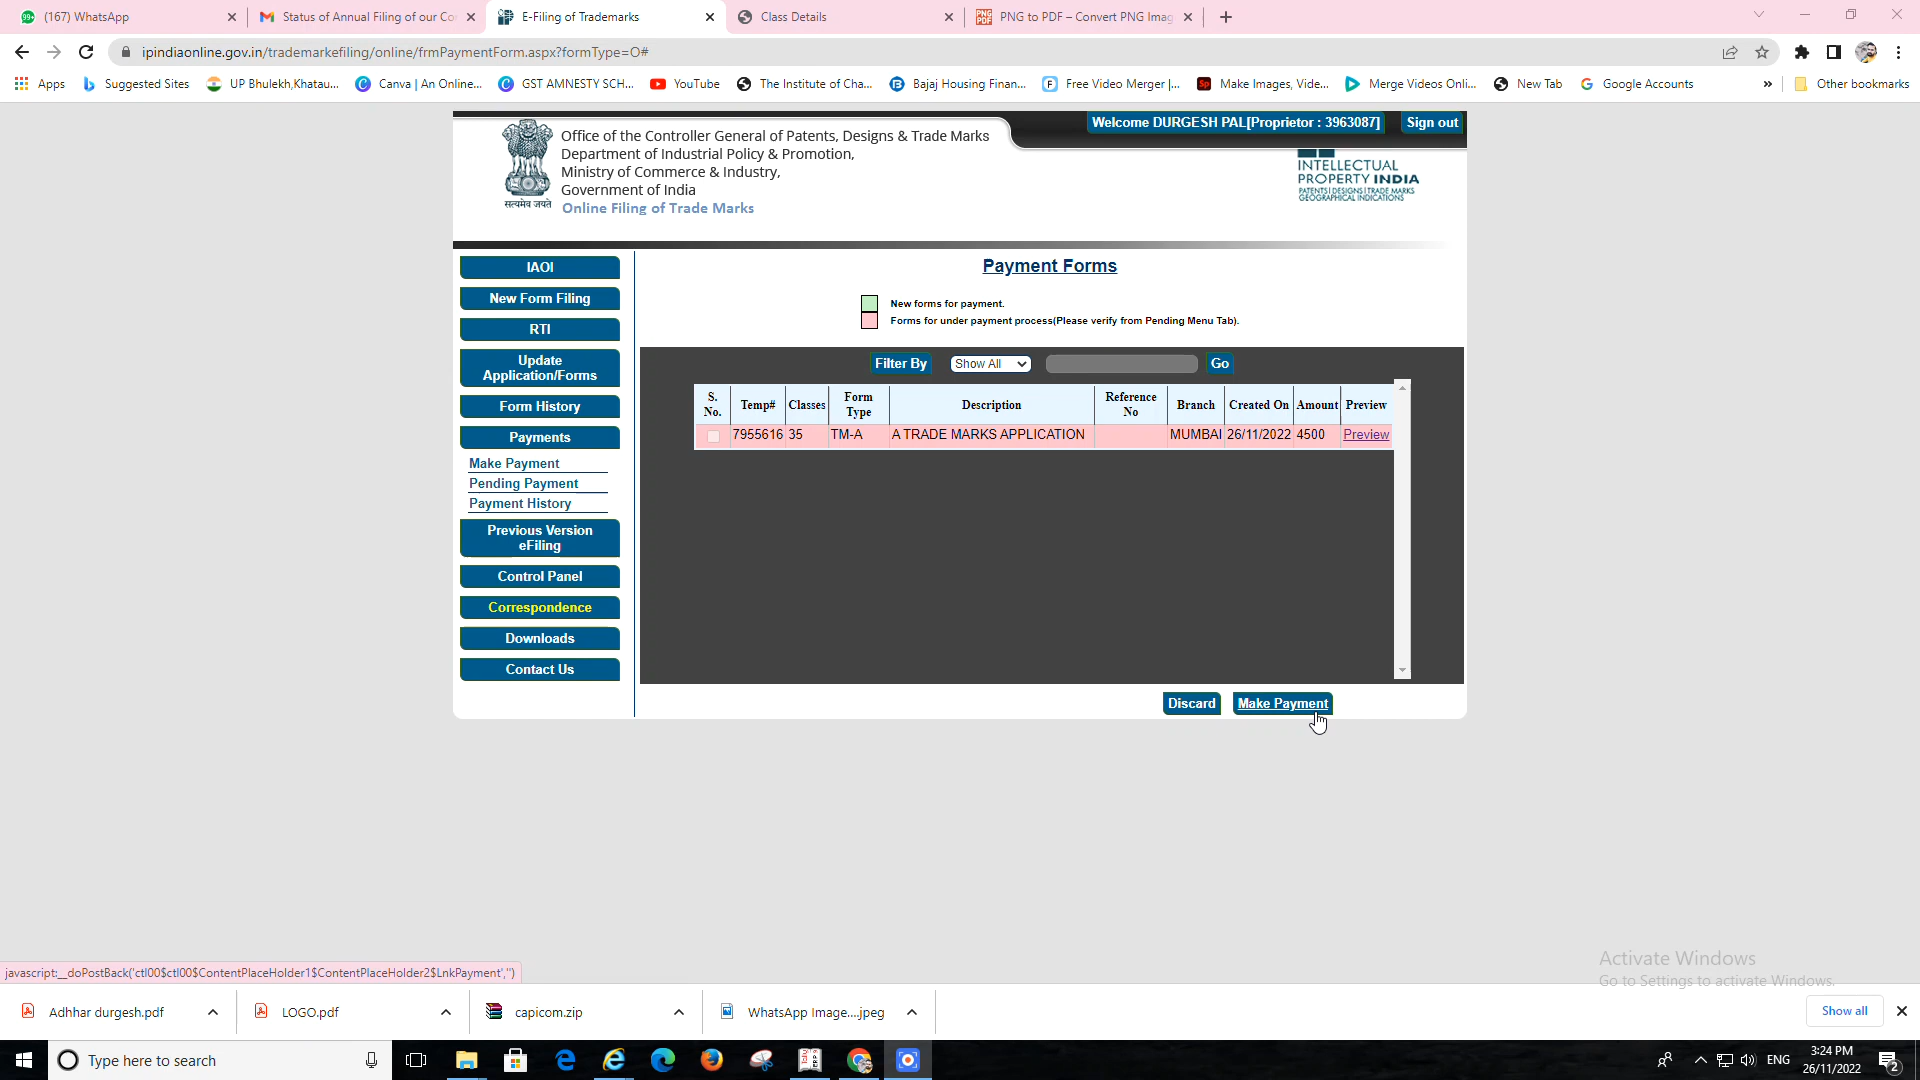 (167) WhatsApp
Status of Annual Filing of our Co
E-Filing of Trademarks
Class Details
PNG to PDF – Convert PNG Imag
ipindiaonline.gov.in/trademarkefiling/online/frmPaymentForm.aspx?formType=O#
Apps
Suggested Sites
UP Bhulekh,Khatau...
Canva | An Online...
GST AMNESTY SCH...
YouTube
The Institute of Cha...
Bajaj Housing Finan...
Free Video Merger |...
Make Images, Vide...
Merge Videos Onli...
New Tab
Google Accounts
»
Other bookmarks
Welcome DURGESH PAL[Proprietor : 3963087]
Sign out
Office of the Controller General of Patents, Designs & Trade Marks
Department of Industrial Policy & Promotion,
Ministry of Commerce & Industry,
Government of India
Online Filing of Trade Marks
सत्यमेव जयते
INTELLECTUAL
PROPERTY INDIA
PATENTS | DESIGNS | TRADE MARKS
GEOGRAPHICAL INDICATIONS
IAOI
New Form Filing
RTI
Update
Application/Forms
Form History
Payments
Make Payment
Pending Payment
Payment History
Previous Version
eFiling
Control Panel
Correspondence
Downloads
Contact Us
Payment Forms
New forms for payment.
Forms for under payment process(Please verify from Pending Menu Tab).
Filter By
Show All
Go
S. No. Temp# Classes Form Type Description Reference No Branch Created On Amount Preview
7955616 35 TM-A A TRADE MARKS APPLICATION MUMBAI 26/11/2022 4500 Preview
Discard
Make Payment
Activate Windows
Go to Settings to activate Windows.
javascript:__doPostBack('ctl00$ctl00$ContentPlaceHolder1$ContentPlaceHolder2$LnkPayment','')
Adhhar durgesh.pdf
LOGO.pdf
capicom.zip
WhatsApp Image....jpeg
Show all
Type here to search
ENG
3:24 PM
26/11/2022
2